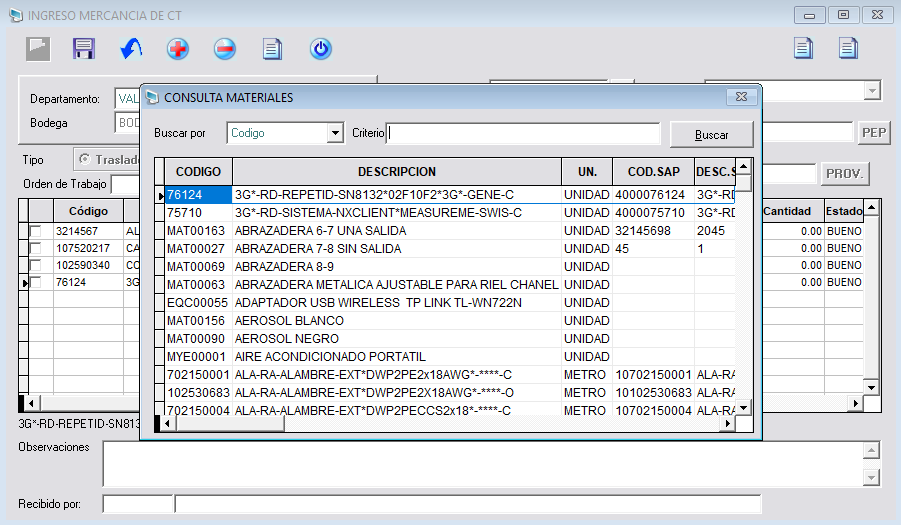 INGRESO MERCANCIA DE CT
CONSULTA MATERIALES
Departamento: VAL
Bodega BOD
Tipo Traslado
Orden de Trabajo
PEP
PROV.
Buscar por Codigo Criterio Buscar
CODIGO DESCRIPCION UN. COD.SAP DESC.S
76124 3G*-RD-REPETID-SN8132*02F10F2*3G*-GENE-C UNIDAD 4000076124 3G*-RD
75710 3G*-RD-SISTEMA-NXCLIENT*MEASUREME-SWIS-C UNIDAD 4000075710 3G*-RD
MAT00163 ABRAZADERA 6-7 UNA SALIDA UNIDAD 32145698 2045
MAT00027 ABRAZADERA 7-8 SIN SALIDA UNIDAD 45 1
MAT00069 ABRAZADERA 8-9 UNIDAD
MAT00063 ABRAZADERA METALICA AJUSTABLE PARA RIEL CHANEL UNIDAD
EQC00055 ADAPTADOR USB WIRELESS TP LINK TL-WN722N UNIDAD
MAT00156 AEROSOL BLANCO UNIDAD
MAT00090 AEROSOL NEGRO UNIDAD
MYE00001 AIRE ACONDICIONADO PORTATIL UNIDAD
702150001 ALA-RA-ALAMBRE-EXT*DWP2PE2x18AWG*-****-C METRO 10702150001 ALA-RA
102530683 ALA-RA-ALAMBRE-EXT*DWP2PE2X18AWG*-****-O METRO 10102530683 ALA-RA
702150004 ALA-RA-ALAMBRE-EXT*DWP2PECCS2x18*-****-C METRO 10702150004 ALA-RA
Código Cantidad Estado
3214567 AL 0.00 BUENO
107520217 CA 0.00 BUENO
102590340 CO 0.00 BUENO
76124 3G 0.00 BUENO
3G*-RD-REPETID-SN813
Observaciones
Recibido por: